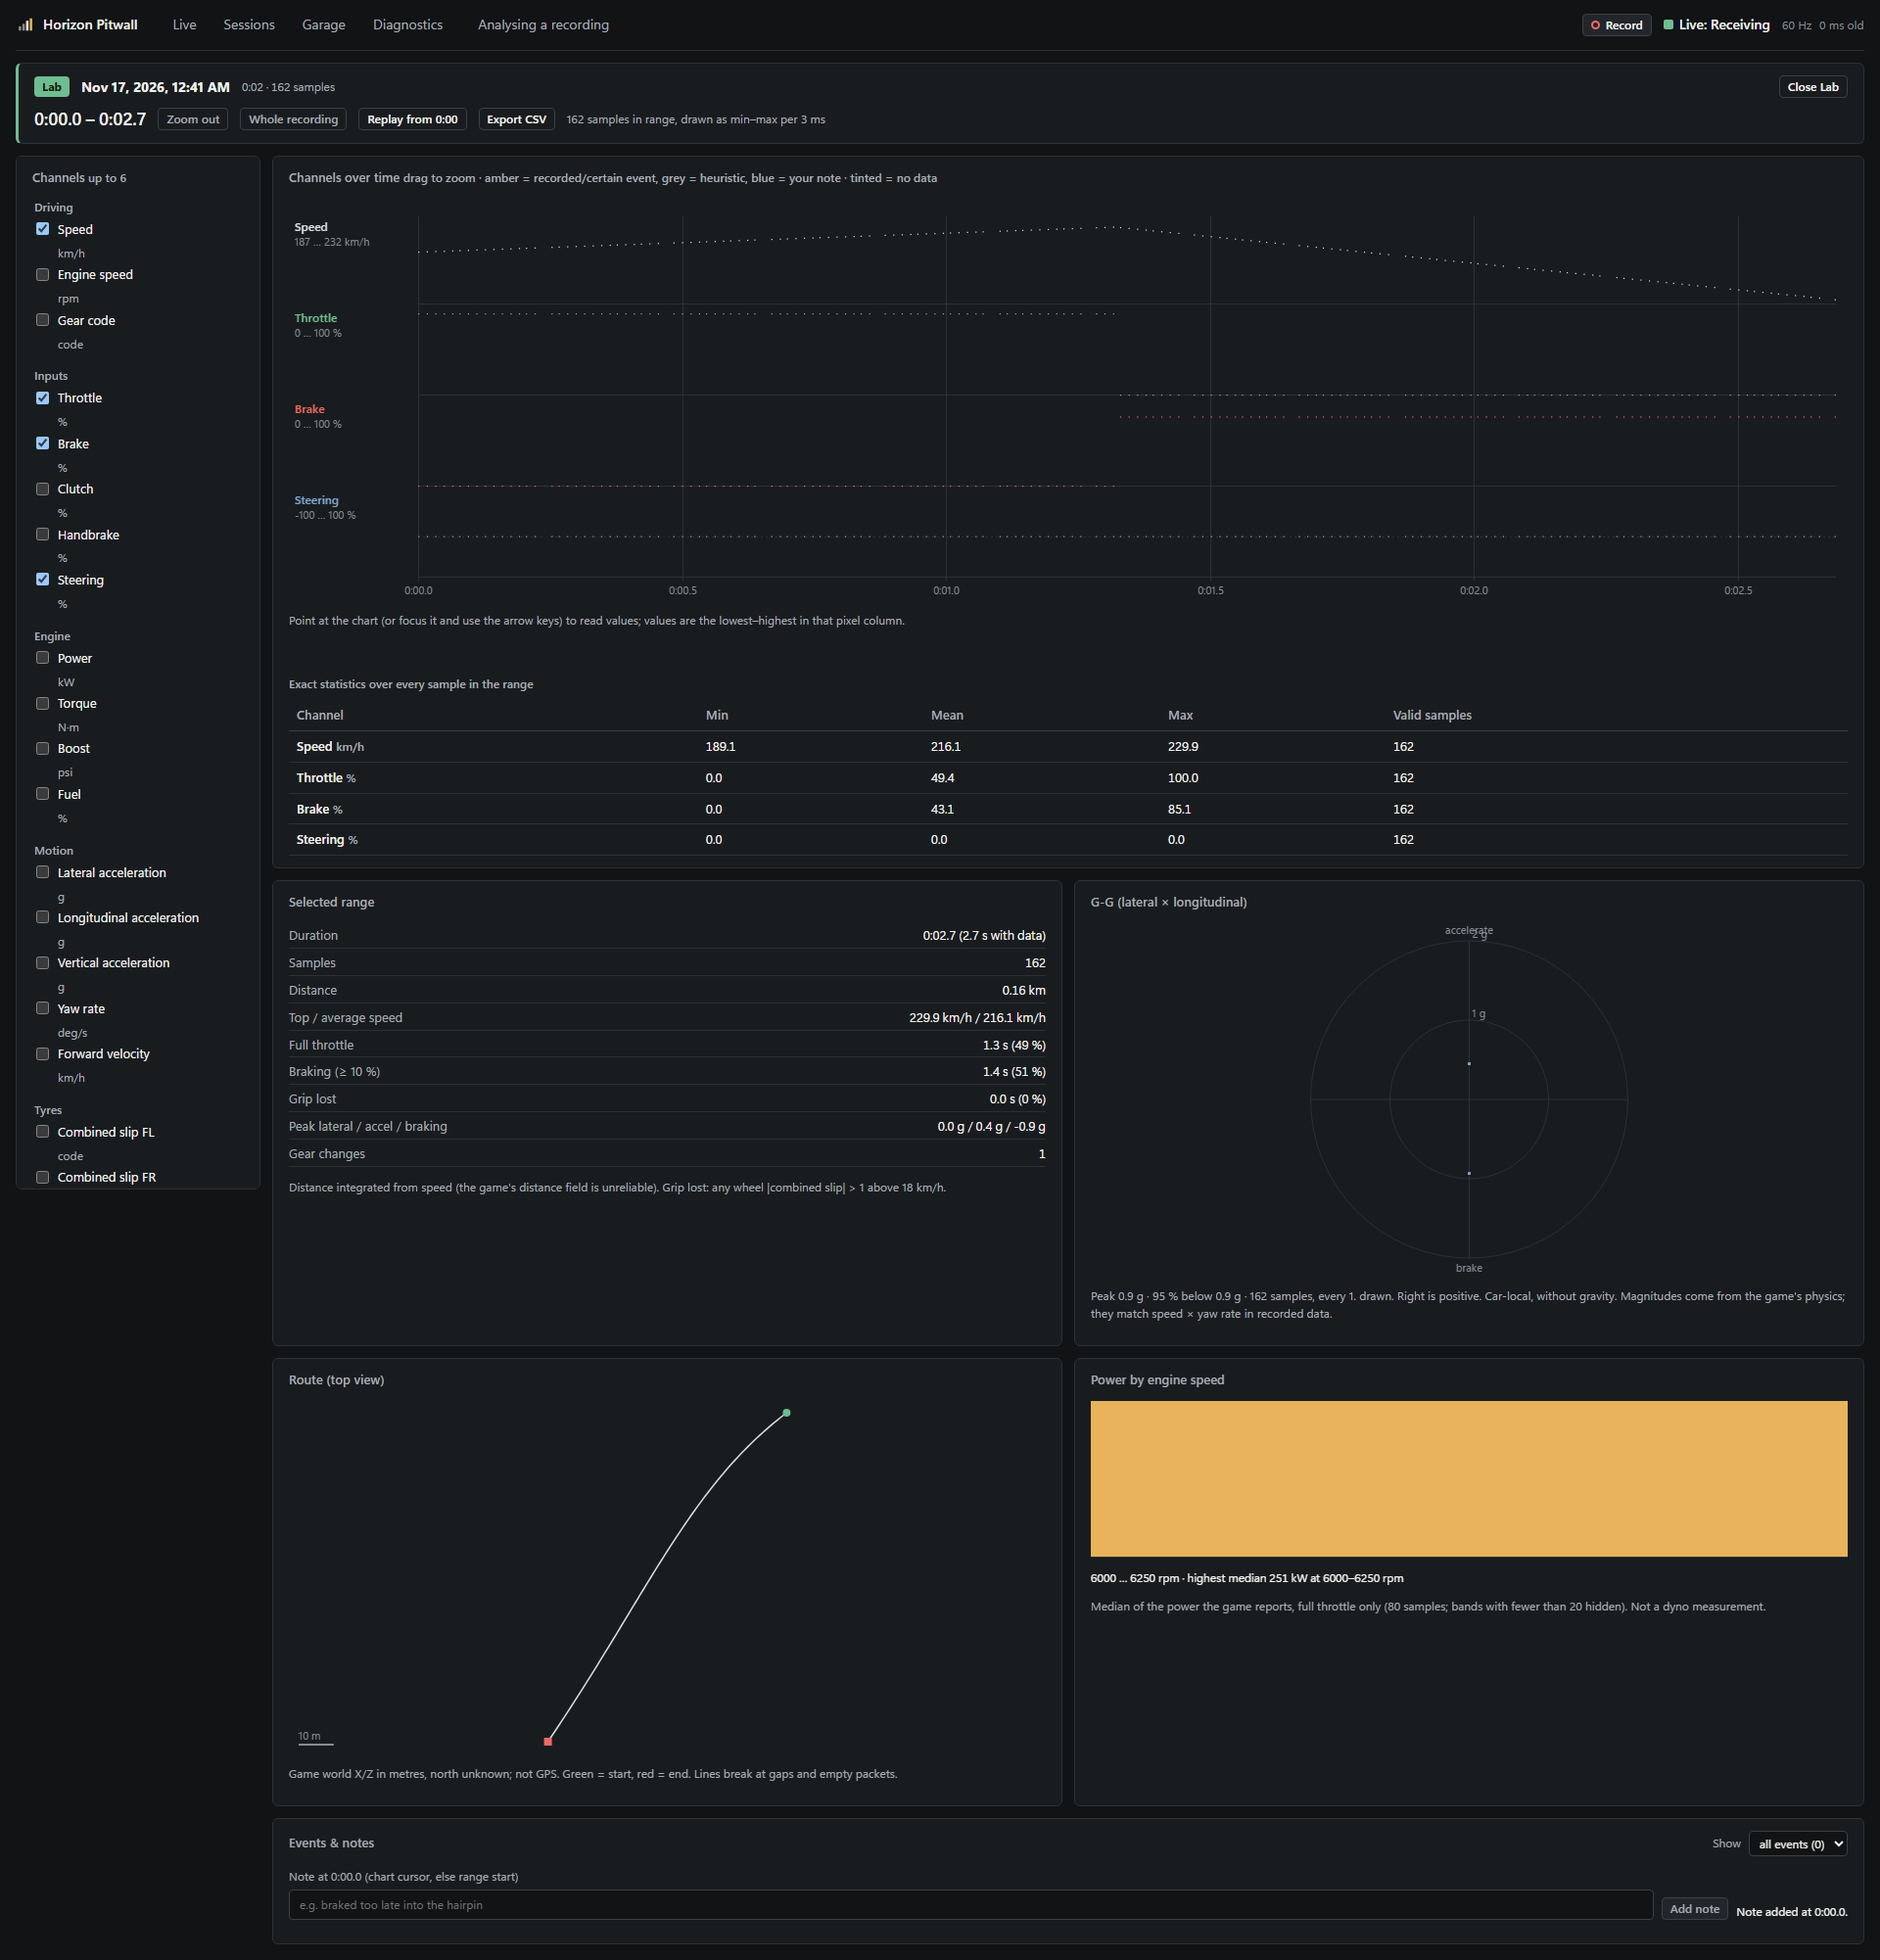 Horizon Pitwall Live Sessions Garage Diagnostics Analysing a recording Record Live: Receiving 60 Hz 0 ms old
Lab Nov 17, 2026, 12:41 AM 0:02 · 162 samples Close Lab
0:00.0 – 0:02.7 Zoom out Whole recording Replay from 0:00 Export CSV 162 samples in range, drawn as min–max per 3 ms
Channels up to 6
Driving
Speed
km/h
Engine speed
rpm
Gear code
code
Inputs
Throttle
%
Brake
%
Clutch
%
Handbrake
%
Steering
%
Engine
Power
kW
Torque
N·m
Boost
psi
Fuel
%
Motion
Lateral acceleration
g
Longitudinal acceleration
g
Vertical acceleration
g
Yaw rate
deg/s
Forward velocity
km/h
Tyres
Combined slip FL
code
Combined slip FR
Channels over time drag to zoom · amber = recorded/certain event, grey = heuristic, blue = your note · tinted = no data
Speed
187 ... 232 km/h
Throttle
0 ... 100 %
Brake
0 ... 100 %
Steering
-100 ... 100 %
0:00.0 0:00.5 0:01.0 0:01.5 0:02.0 0:02.5
Point at the chart (or focus it and use the arrow keys) to read values; values are the lowest–highest in that pixel column.
Exact statistics over every sample in the range
Channel Min Mean Max Valid samples
Speed km/h 189.1 216.1 229.9 162
Throttle % 0.0 49.4 100.0 162
Brake % 0.0 43.1 85.1 162
Steering % 0.0 0.0 0.0 162
Selected range
Duration 0:02.7 (2.7 s with data)
Samples 162
Distance 0.16 km
Top / average speed 229.9 km/h / 216.1 km/h
Full throttle 1.3 s (49 %)
Braking (≥ 10 %) 1.4 s (51 %)
Grip lost 0.0 s (0 %)
Peak lateral / accel / braking 0.0 g / 0.4 g / -0.9 g
Gear changes 1
Distance integrated from speed (the game's distance field is unreliable). Grip lost: any wheel |combined slip| > 1 above 18 km/h.
G-G (lateral × longitudinal)
accelerate
2 g
1 g
brake
Peak 0.9 g · 95 % below 0.9 g · 162 samples, every 1. drawn. Right is positive. Car-local, without gravity. Magnitudes come from the game's physics;
they match speed × yaw rate in recorded data.
Route (top view)
10 m
Game world X/Z in metres, north unknown; not GPS. Green = start, red = end. Lines break at gaps and empty packets.
Power by engine speed
6000 ... 6250 rpm · highest median 251 kW at 6000–6250 rpm
Median of the power the game reports, full throttle only (80 samples; bands with fewer than 20 hidden). Not a dyno measurement.
Events & notes Show all events (0)
Note at 0:00.0 (chart cursor, else range start)
e.g. braked too late into the hairpin Add note Note added at 0:00.0.